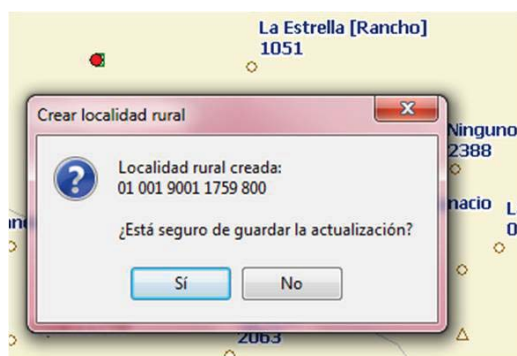 La Estrella [Rancho]
1051
Crear localidad rural
Ninguno
2388
Localidad rural creada:
01 001 9001 1759 800
nacio
¿Está seguro de guardar la actualización?
Sí
No
2063